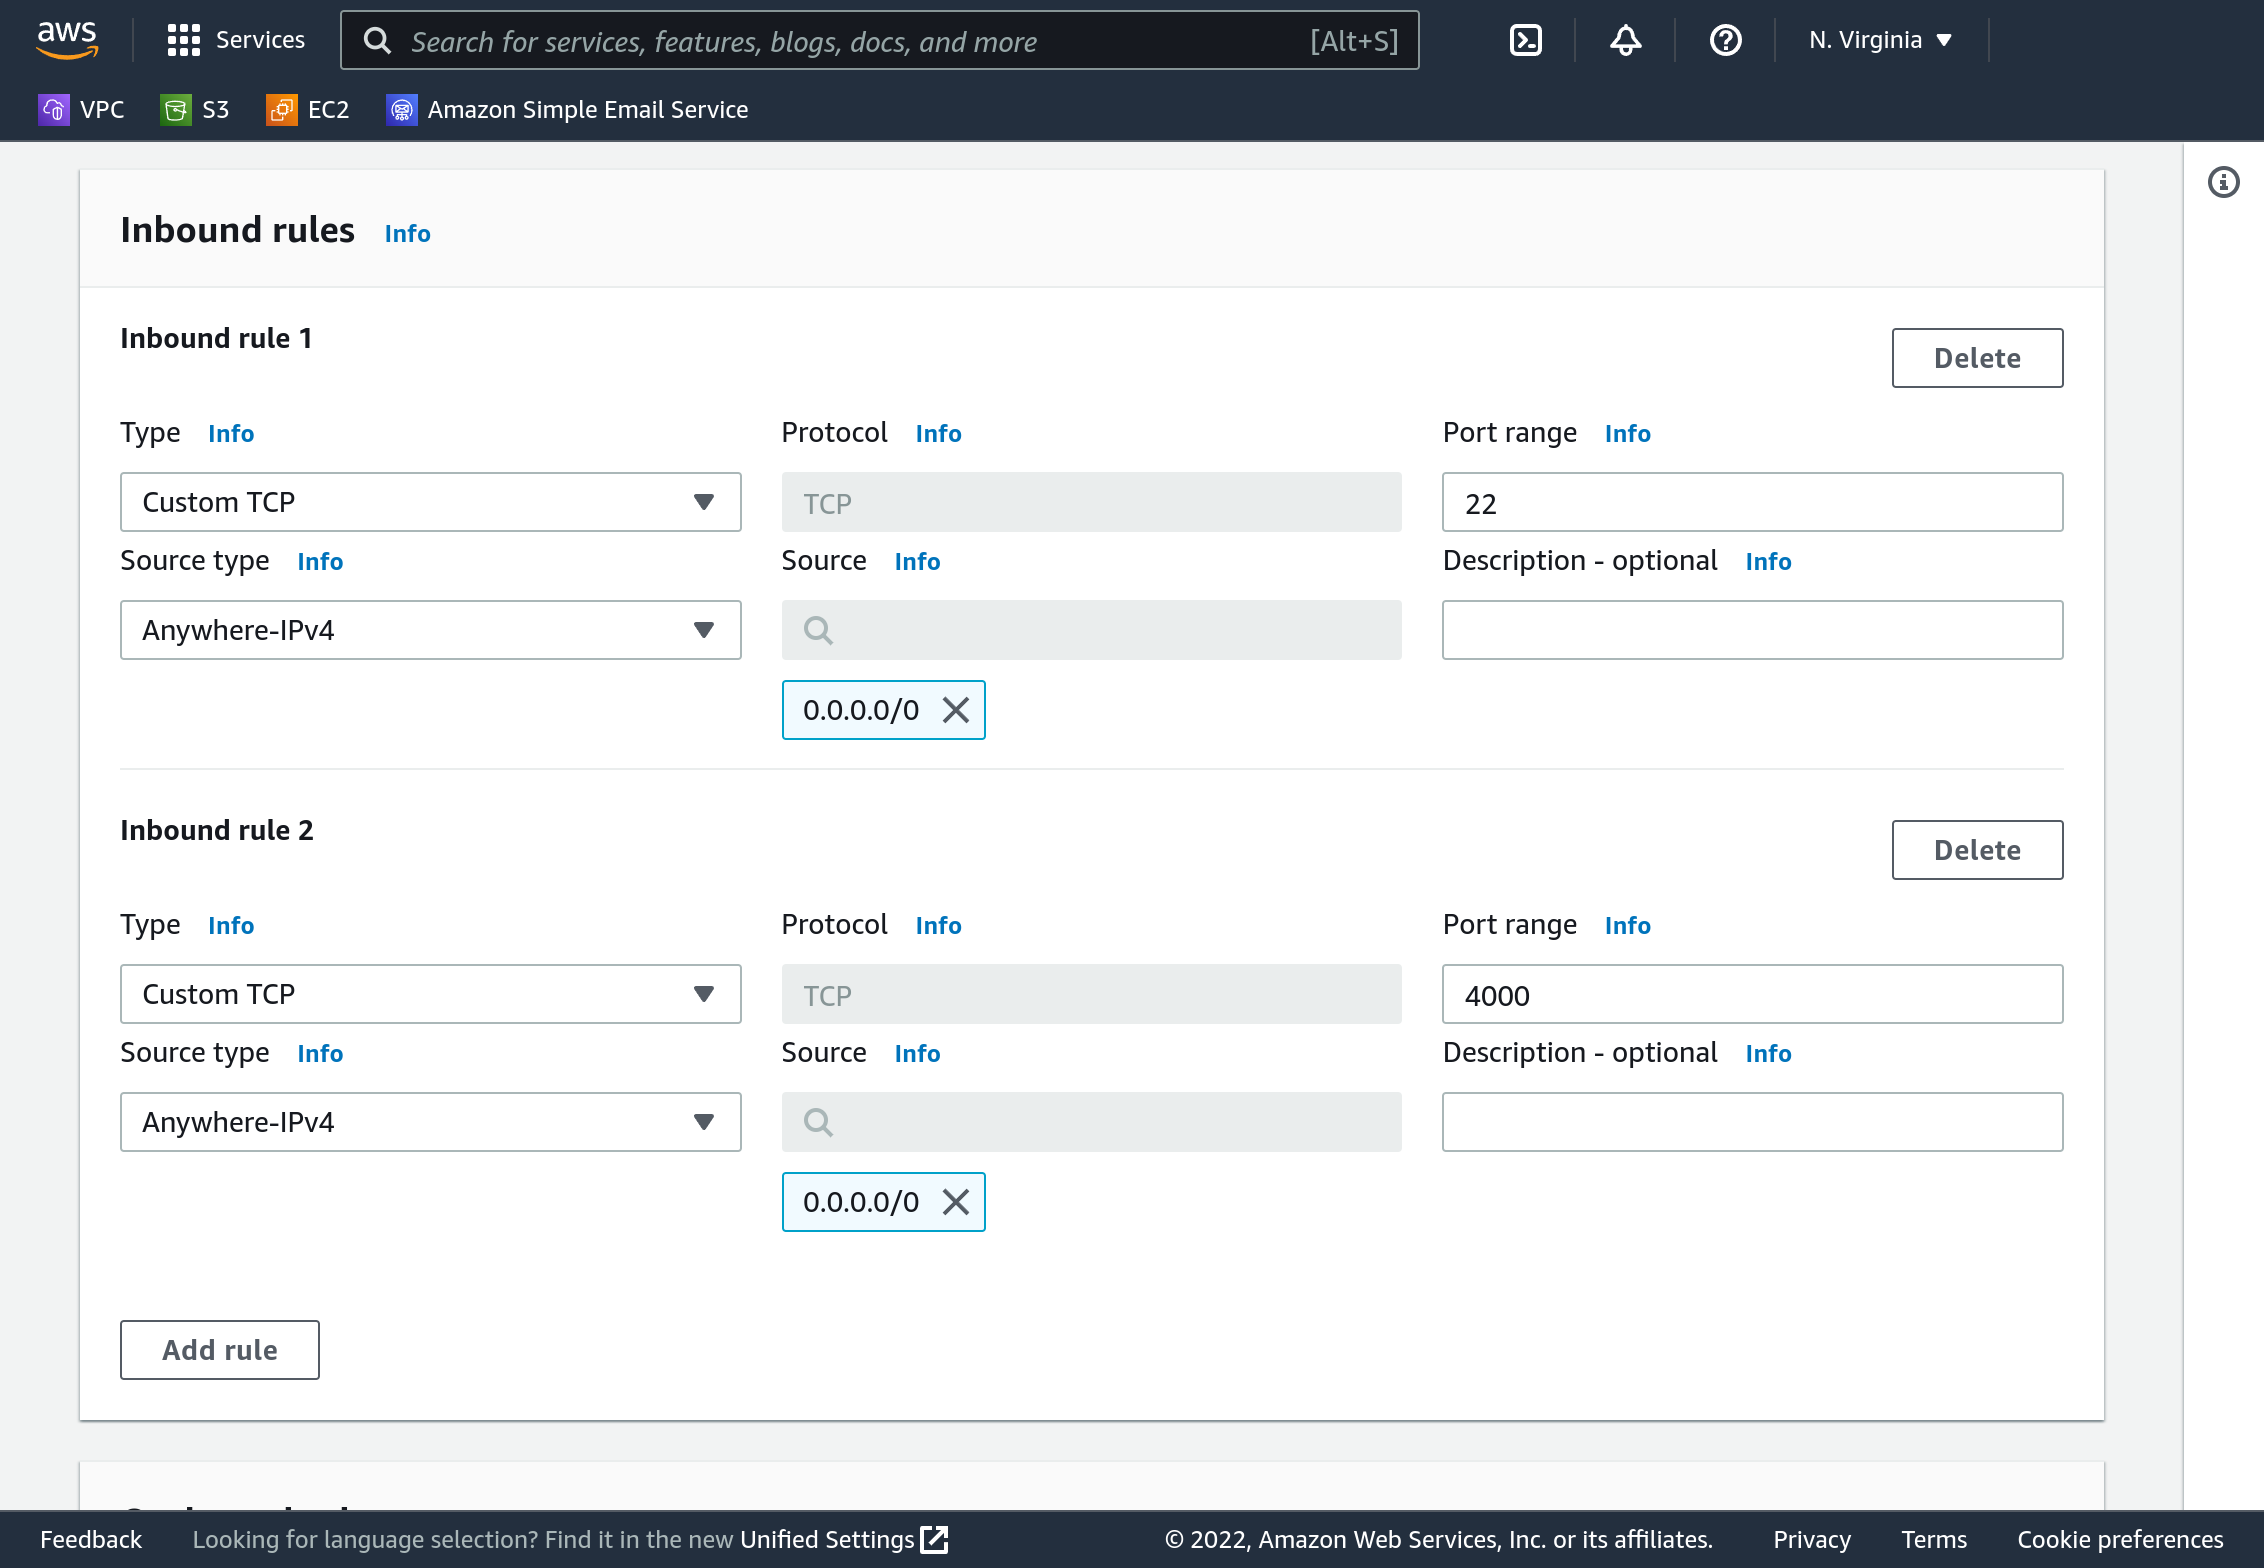 aws Services Search for services, features, blogs, docs, and more [Alt+S] N. Virginia
VPC S3 EC2 Amazon Simple Email Service
Inbound rules Info
Inbound rule 1
Delete
Type Info Protocol Info Port range Info
Custom TCP TCP 22
Source type Info Source Info Description - optional Info
Anywhere-IPv4
0.0.0.0/0
Inbound rule 2
Delete
Type Info Protocol Info Port range Info
Custom TCP TCP 4000
Source type Info Source Info Description - optional Info
Anywhere-IPv4
0.0.0.0/0
Add rule
Feedback Looking for language selection? Find it in the new Unified Settings © 2022, Amazon Web Services, Inc. or its affiliates. Privacy Terms Cookie preferences